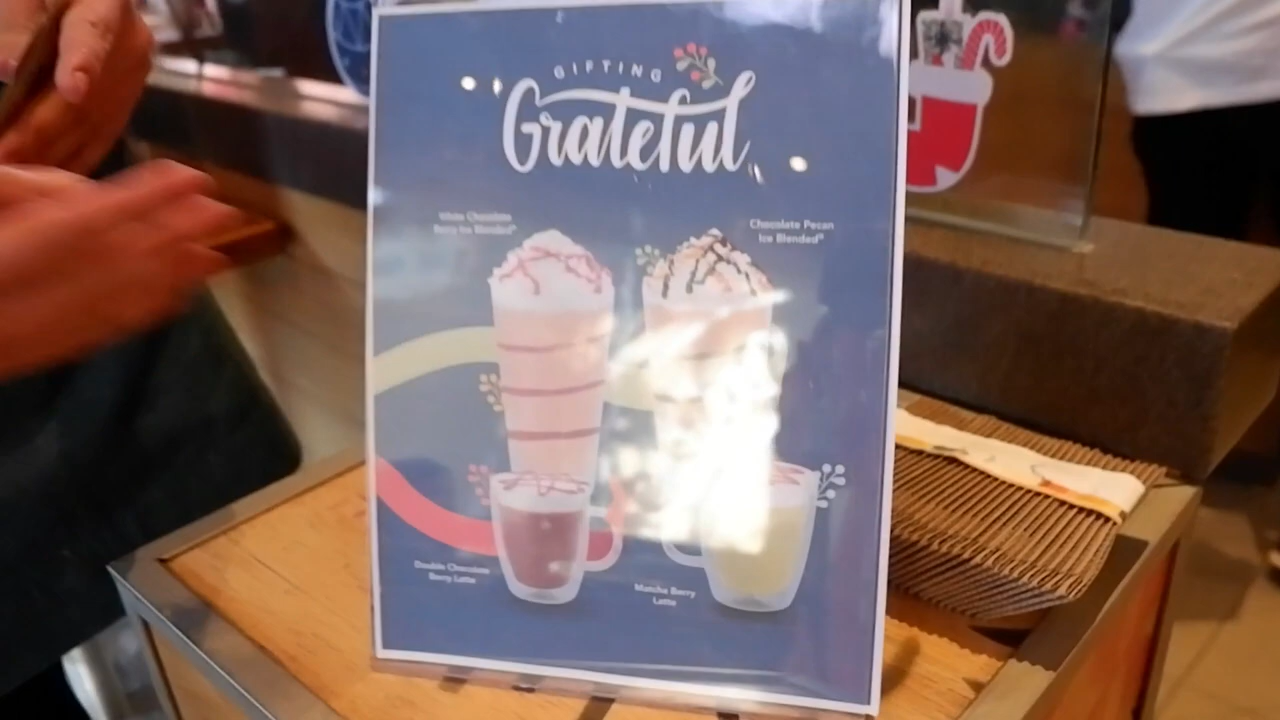 GIFTING
Grateful
White Chocolate
Berry Ice Blended®
Chocolate Pecan
Ice Blended®
Double Chocolate
Berry Latte
Matcha Berry
Latte